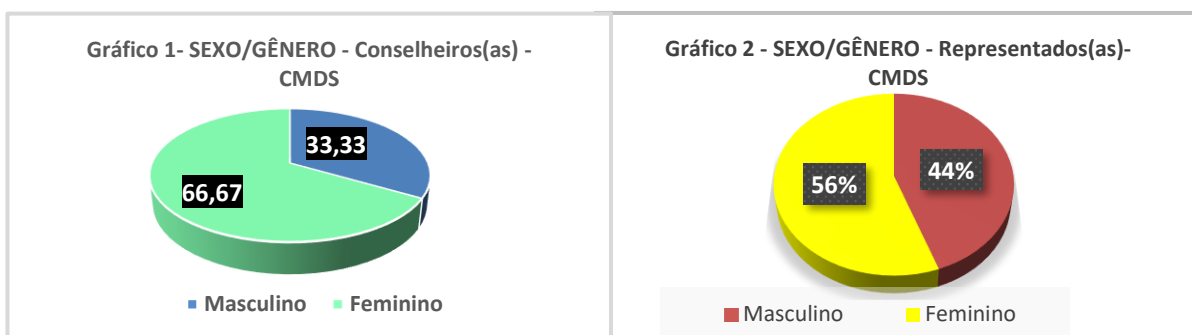 Gráfico 1- SEXO/GÊNERO - Conselheiros(as) -
CMDS
33,33
66,67
Masculino
Feminino
Gráfico 2 - SEXO/GÊNERO - Representados(as)-
CMDS
44%
56%
Masculino
Feminino